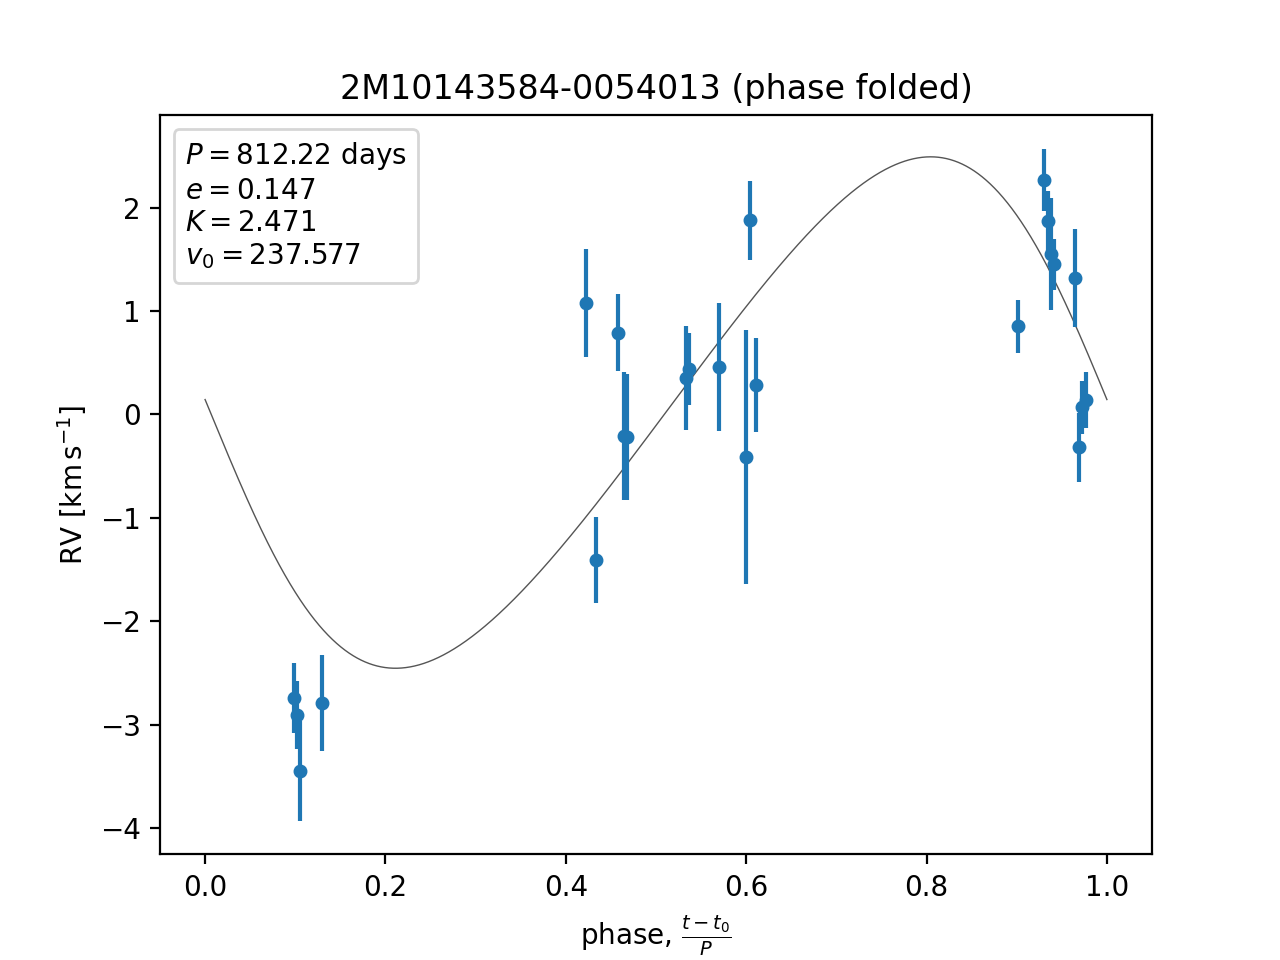 2M10143584-0054013 (phase folded)
P = 812.22 days
e = 0.147
K = 2.471
v₀ = 237.577
RV [km s⁻¹]
2
1
0
−1
−2
−3
−4
0.0 0.2 0.4 0.6 0.8 1.0
phase, (t − t₀)/P